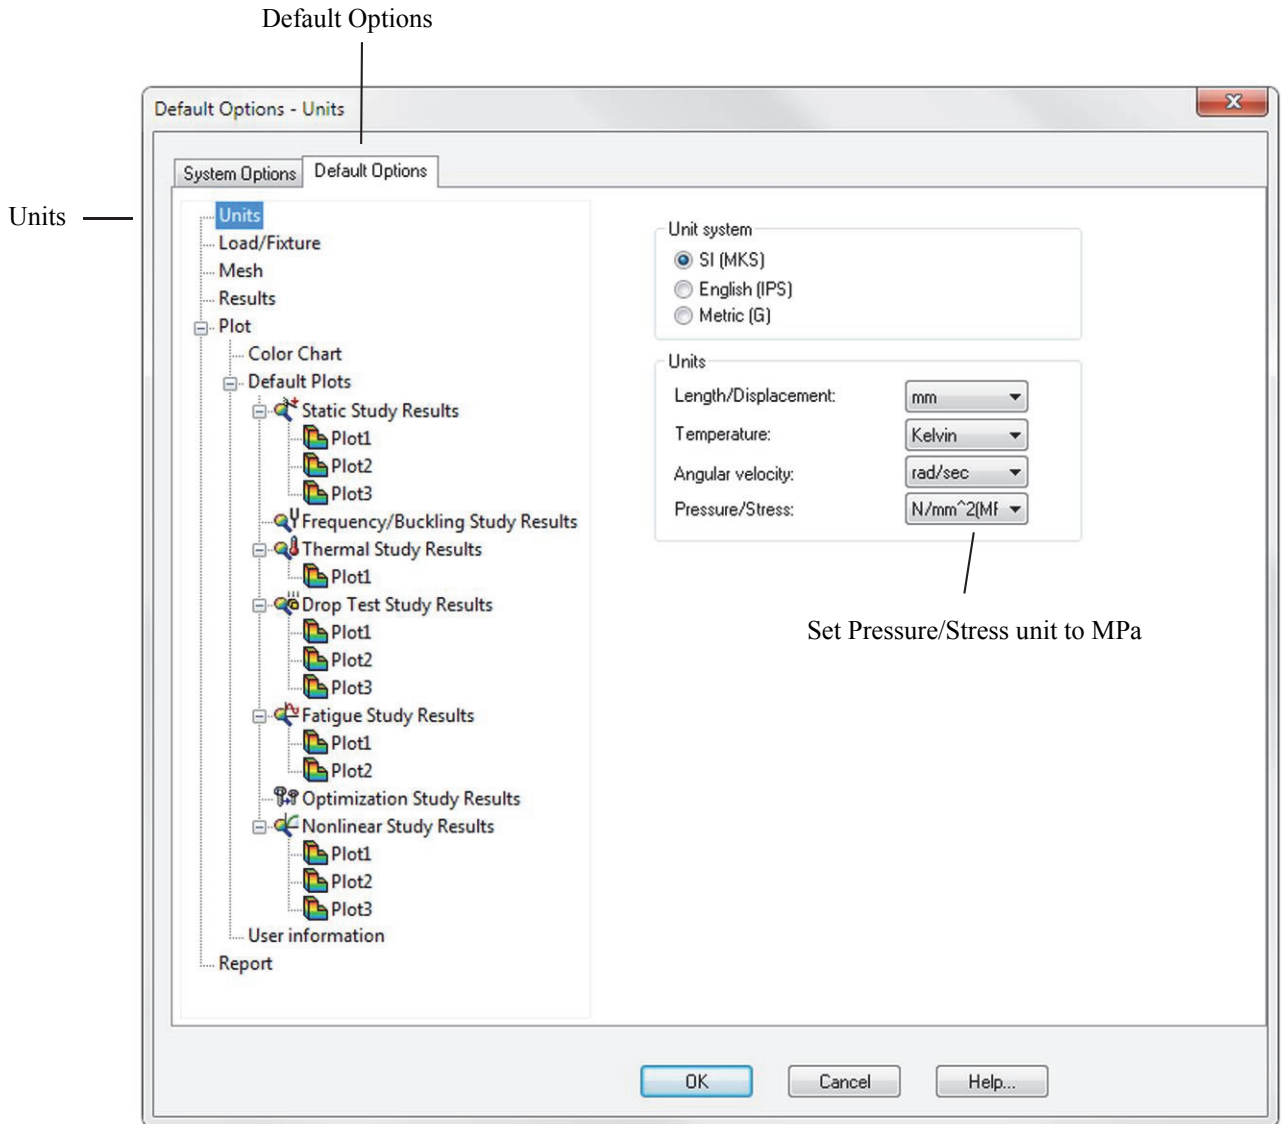 Default Options
Default Options - Units
System Options
Default Options
Units
Units
Load/Fixture
Mesh
Results
Plot
Color Chart
Default Plots
Static Study Results
Plot1
Plot2
Plot3
Frequency/Buckling Study Results
Thermal Study Results
Plot1
Drop Test Study Results
Plot1
Plot2
Plot3
Fatigue Study Results
Plot1
Plot2
Optimization Study Results
Nonlinear Study Results
Plot1
Plot2
Plot3
User information
Report
Unit system
SI (MKS)
English (IPS)
Metric (G)
Units
Length/Displacement: mm
Temperature: Kelvin
Angular velocity: rad/sec
Pressure/Stress: N/mm^2(MF
Set Pressure/Stress unit to MPa
OK
Cancel
Help...